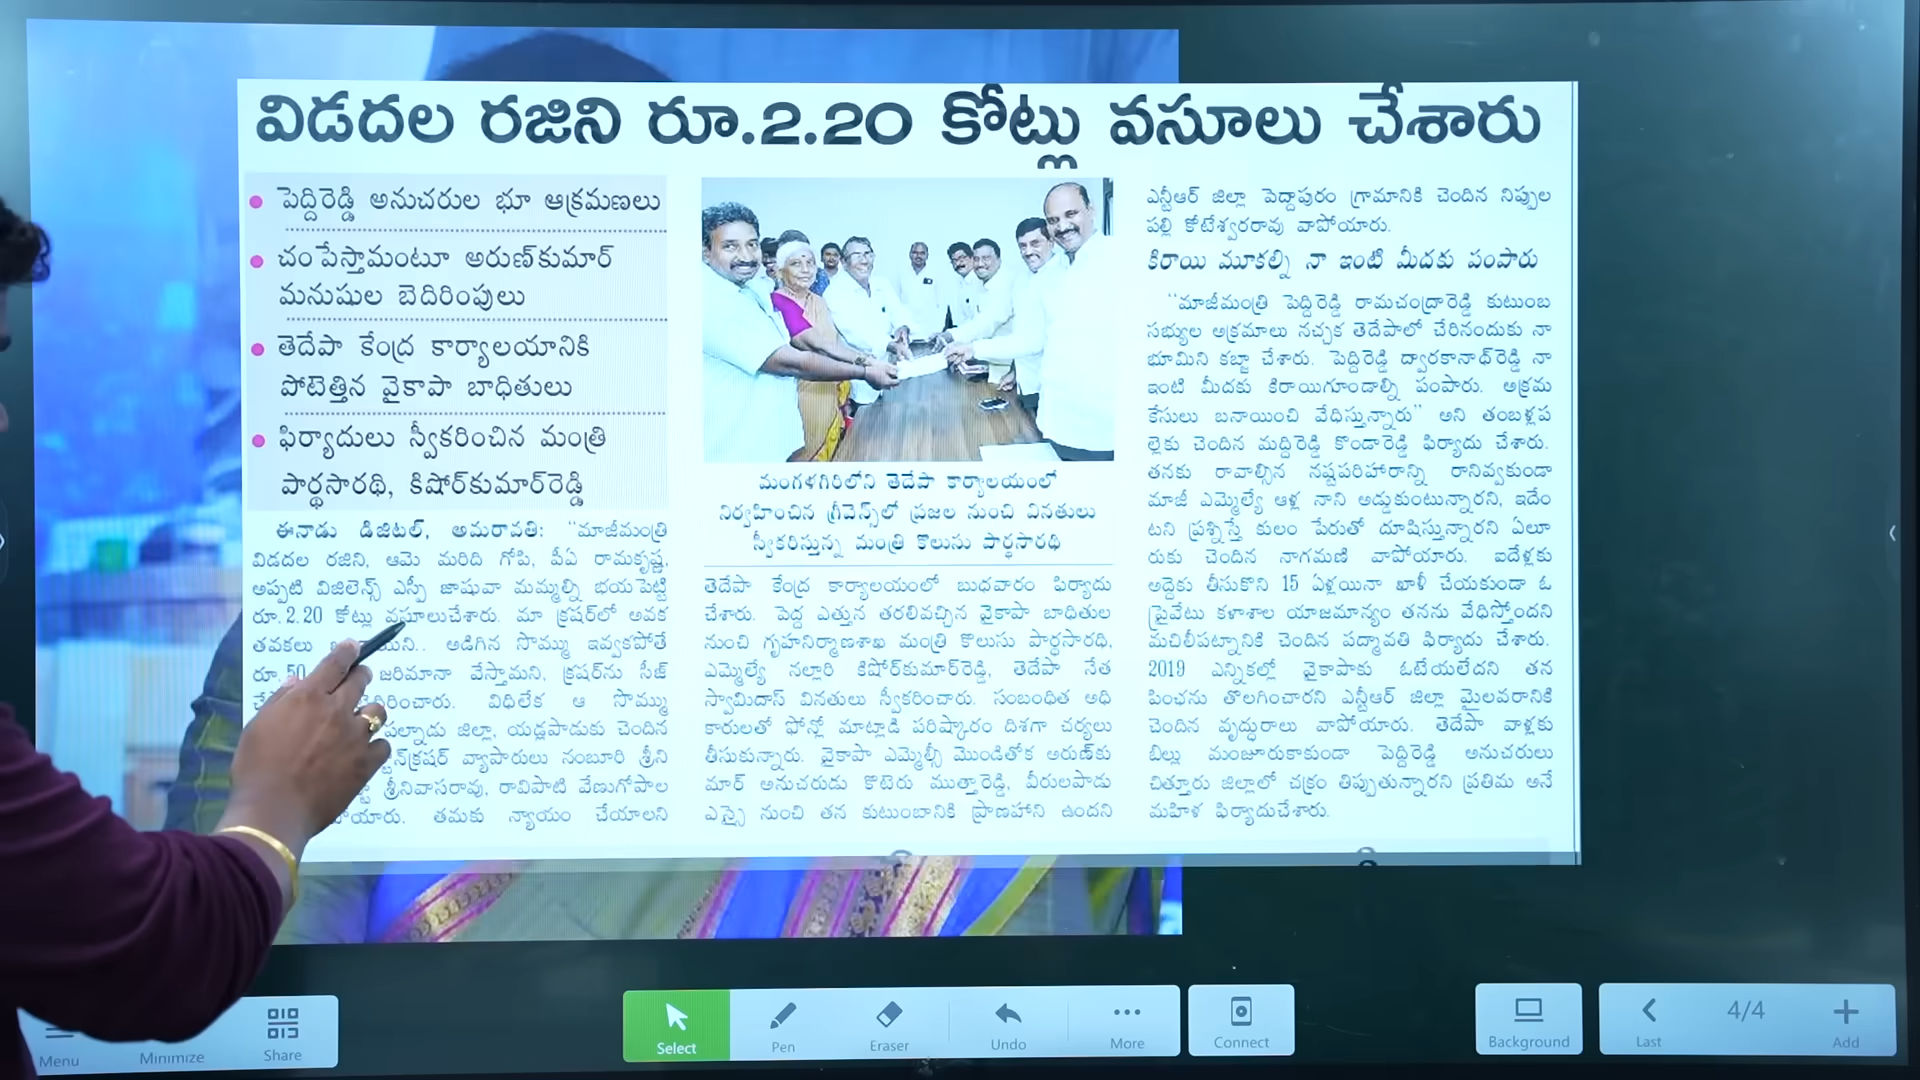 విడదల రజిని రూ.2.20 కోట్లు వసూలు చేశారు
• పెద్దిరెడ్డి అనుచరుల భూ ఆక్రమణలు
• చంపేస్తామంటూ అరుణ్‌కుమార్
మనుషుల బెదిరింపులు
• తెదేపా కేంద్ర కార్యాలయానికి
పోటెత్తిన వైకాపా బాధితులు
• ఫిర్యాదులు స్వీకరించిన మంత్రి
పార్థసారథి, కిషోర్‌కుమార్‌రెడ్డి
ఈనాడు డిజిటల్, అమరావతి: ‘‘మాజీమంత్రి
విడదల రజిని, ఆమె మరిది గోపి, పీఏ రామకృష్ణ,
అప్పటి విజిలెన్స్ ఎస్పీ జాషువా మమ్మల్ని భయపెట్టి
రూ.2.20 కోట్లు వసూలుచేశారు. మా క్రషర్‌లో అవక
తవకలు .. అడిగిన సొమ్ము ఇవ్వకపోతే
రూ.50 జరిమానా వేస్తామని, క్రషర్‌ను సీజ్
బెదిరించారు. విధిలేక ఆ సొమ్ము
పల్నాడు జిల్లా, యడ్లపాడుకు చెందిన
క్రషర్ వ్యాపారులు నంబూరి శ్రీని
శ్రీనివాసరావు, రావిపాటి వేణుగోపాల
తమకు న్యాయం చేయాలని
మంగళగిరిలోని తెదేపా కార్యాలయంలో
నిర్వహించిన గ్రీవెన్స్‌లో ప్రజల నుంచి వినతులు
స్వీకరిస్తున్న మంత్రి కొలుసు పార్థసారథి
తెదేపా కేంద్ర కార్యాలయంలో బుధవారం ఫిర్యాదు
చేశారు. పెద్ద ఎత్తున తరలివచ్చిన వైకాపా బాధితుల
నుంచి గృహనిర్మాణశాఖ మంత్రి కొలుసు పార్థసారథి,
ఎమ్మెల్యే నల్లారి కిషోర్‌కుమార్‌రెడ్డి, తెదేపా నేత
స్వామిదాస్ వినతులు స్వీకరించారు. సంబంధిత అధి
కారులతో ఫోన్లో మాట్లాడి పరిష్కారం దిశగా చర్యలు
తీసుకున్నారు. వైకాపా ఎమ్మెల్సీ మొండితోక అరుణ్‌కు
మార్ అనుచరుడు కొటెరు ముత్తారెడ్డి, వీరులపాడు
ఎస్సై నుంచి తన కుటుంబానికి ప్రాణహాని ఉందని
ఎన్టీఆర్ జిల్లా పెద్దాపురం గ్రామానికి చెందిన నిప్పుల
పల్లి కోటేశ్వరరావు వాపోయారు.
కిరాయి మూకల్ని నా ఇంటి మీదకు పంపారు
‘‘మాజీమంత్రి పెద్దిరెడ్డి రామచంద్రారెడ్డి కుటుంబ
సభ్యుల అక్రమాలు నచ్చక తెదేపాలో చేరినందుకు నా
భూమిని కబ్జా చేశారు. పెద్దిరెడ్డి ద్వారకానాథ్‌రెడ్డి నా
ఇంటి మీదకు కిరాయిగూండాల్ని పంపారు. అక్రమ
కేసులు బనాయించి వేధిస్తున్నారు’’ అని తంబళ్లప
ల్లెకు చెందిన మద్దిరెడ్డి కొండారెడ్డి ఫిర్యాదు చేశారు.
తనకు రావాల్సిన నష్టపరిహారాన్ని రానివ్వకుండా
మాజీ ఎమ్మెల్యే ఆళ్ల నాని అడ్డుకుంటున్నారని, ఇదేం
టని ప్రశ్నిస్తే కులం పేరుతో దూషిస్తున్నారని ఏలూ
రుకు చెందిన నాగమణి వాపోయారు. ఐదేళ్లకు
అద్దెకు తీసుకొని 15 ఏళ్లయినా ఖాళీ చేయకుండా ఓ
ప్రైవేటు కళాశాల యాజమాన్యం తనను వేధిస్తోందని
మచిలీపట్నానికి చెందిన పద్మావతి ఫిర్యాదు చేశారు.
2019 ఎన్నికల్లో వైకాపాకు ఓటేయలేదని తన
పింఛను తొలగించారని ఎన్టీఆర్ జిల్లా మైలవరానికి
చెందిన వృద్ధురాలు వాపోయారు. తెదేపా వాళ్లకు
బిల్లు మంజూరుకాకుండా పెద్దిరెడ్డి అనుచరులు
చిత్తూరు జిల్లాలో చక్రం తిప్పుతున్నారని ప్రతిమ అనే
మహిళ ఫిర్యాదుచేశారు.
Menu
Minimize
Share
Select
Pen
Eraser
Undo
More
Connect
Background
Last
4/4
Add